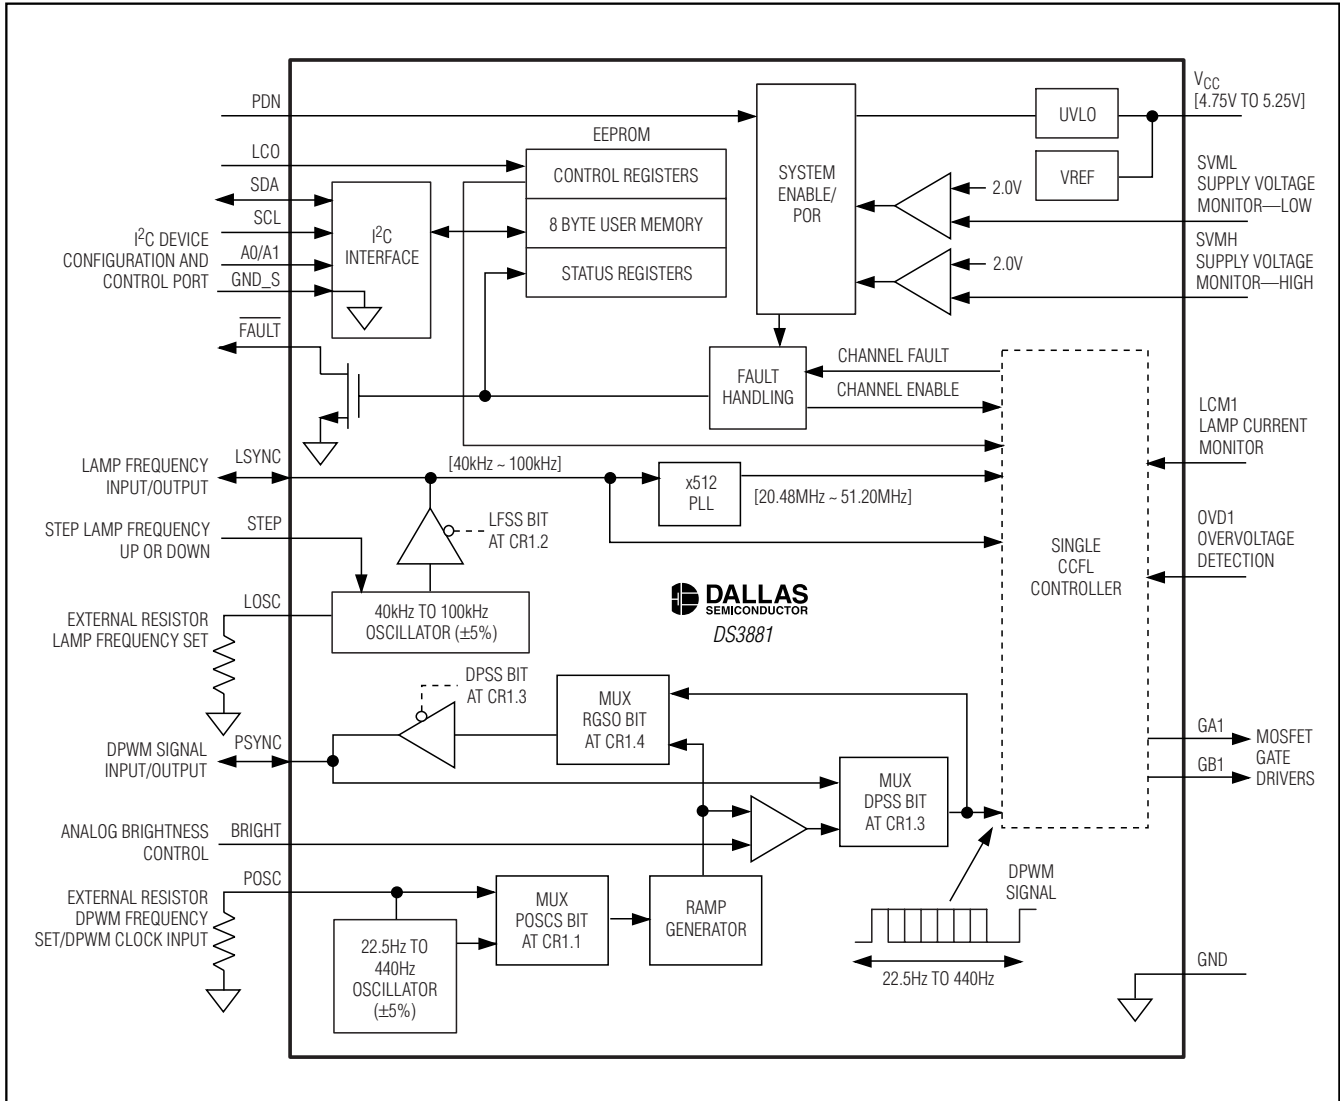 PDN
LCO
SDA
SCL
I2C DEVICE
CONFIGURATION AND
CONTROL PORT
A0/A1
GND_S
FAULT
I2C
INTERFACE
EEPROM
CONTROL REGISTERS
8 BYTE USER MEMORY
STATUS REGISTERS
SYSTEM
ENABLE/
POR
UVLO
VREF
2.0V
2.0V
VCC
[4.75V TO 5.25V]
SVML
SUPPLY VOLTAGE
MONITOR—LOW
SVMH
SUPPLY VOLTAGE
MONITOR—HIGH
FAULT
HANDLING
CHANNEL FAULT
CHANNEL ENABLE
LCM1
LAMP CURRENT
MONITOR
LAMP FREQUENCY
INPUT/OUTPUT
LSYNC
[40kHz ~ 100kHz]
x512
PLL
[20.48MHz ~ 51.20MHz]
STEP LAMP FREQUENCY
UP OR DOWN
STEP
LFSS BIT
AT CR1.2
OVD1
OVERVOLTAGE
DETECTION
SINGLE
CCFL
CONTROLLER
LOSC
EXTERNAL RESISTOR
LAMP FREQUENCY SET
40kHz TO 100kHz
OSCILLATOR (±5%)
DALLAS
SEMICONDUCTOR
DS3881
DPSS BIT
AT CR1.3
MUX
RGSO BIT
AT CR1.4
DPWM SIGNAL
INPUT/OUTPUT
PSYNC
GA1
GB1
MOSFET
GATE
DRIVERS
MUX
DPSS BIT
AT CR1.3
ANALOG BRIGHTNESS
CONTROL
BRIGHT
POSC
EXTERNAL RESISTOR
DPWM FREQUENCY
SET/DPWM CLOCK INPUT
22.5Hz TO
440Hz
OSCILLATOR
(±5%)
MUX
POSCS BIT
AT CR1.1
RAMP
GENERATOR
DPWM
SIGNAL
22.5Hz TO 440Hz
GND